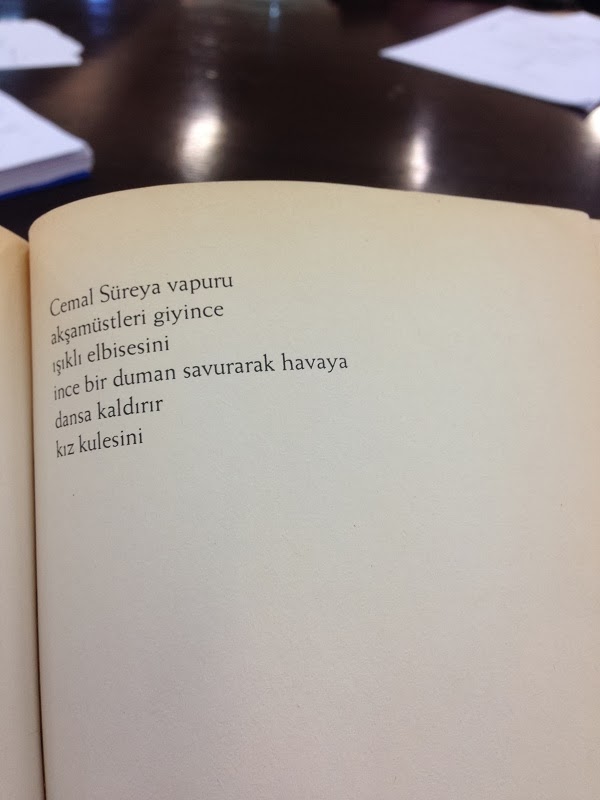 Cemal Süreya vapuru
akşamüstleri giyince
ışıklı elbisesini
ince bir duman savurarak havaya
dansa kaldırır
kız kulesini